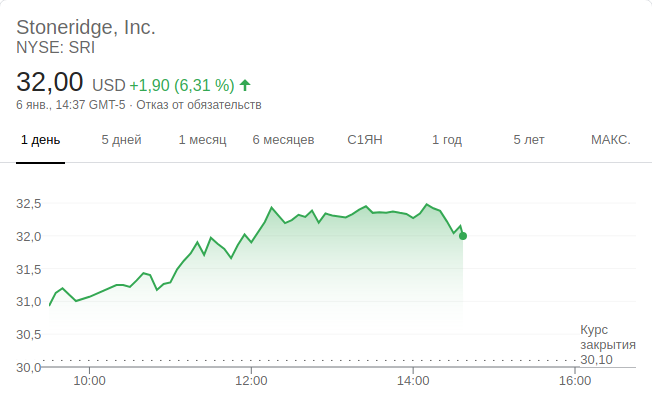 Stoneridge, Inc.
NYSE: SRI
32,00 USD +1,90 (6,31 %)
6 янв., 14:37 GMT-5 · Отказ от обязательств
1 день 5 дней 1 месяц 6 месяцев С1ЯН 1 год 5 лет МАКС.
32,5
32,0
31,5
31,0
30,5
30,0
Курс
закрытия
30,10
10:00 12:00 14:00 16:00